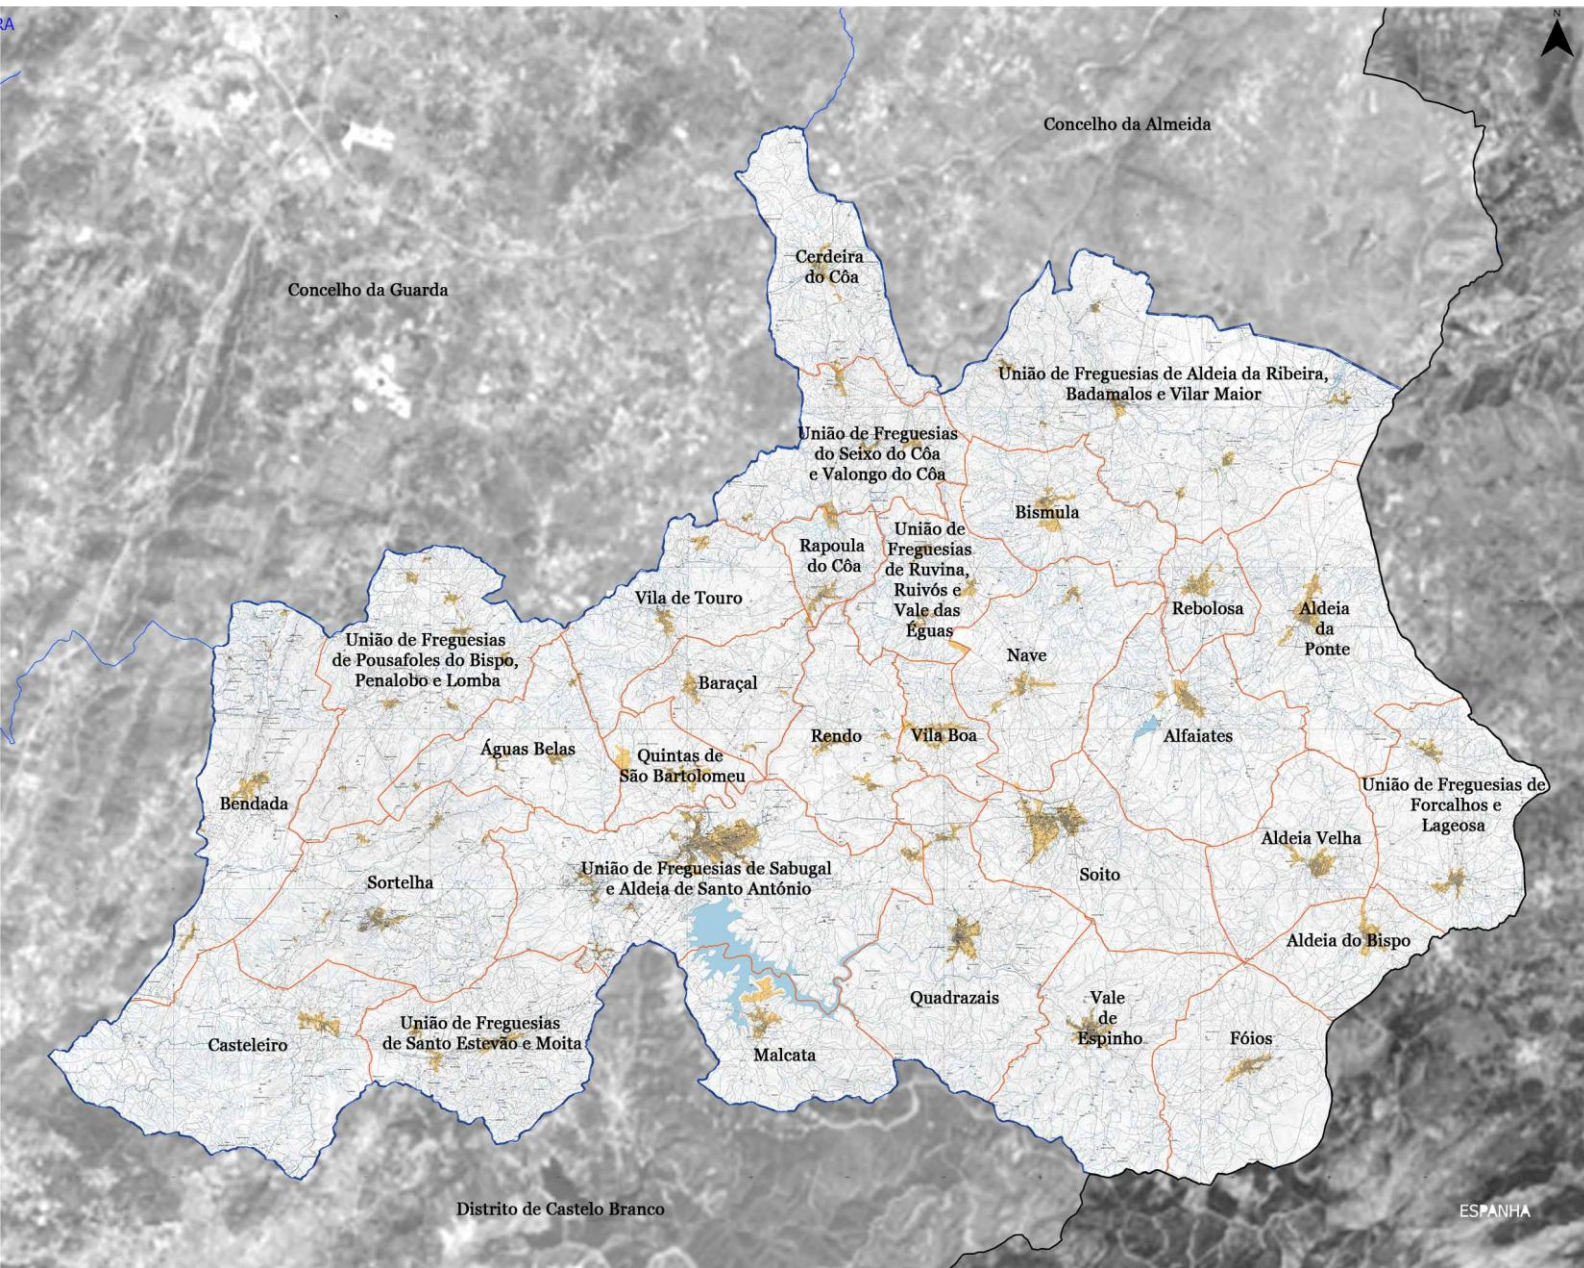 RA
N
Concelho da Almeida
Cerdeira
do Côa
Concelho da Guarda
União de Freguesias de Aldeia da Ribeira,
Badamalos e Vilar Maior
União de Freguesias
do Seixo do Côa
e Valongo do Côa
Bismula
União de
Freguesias
de Ruvina,
Ruivós e
Vale das
Éguas
Rapoula
do Côa
Vila de Touro
Rebolosa
Aldeia
da
Ponte
União de Freguesias
de Pousafoles do Bispo,
Penalobo e Lomba
Nave
Baraçal
Águas Belas
Quintas de
São Bartolomeu
Rendo
Vila Boa
Alfaiates
Bendada
União de Freguesias de
Forcalhos e
Lageosa
Aldeia Velha
Sortelha
União de Freguesias de Sabugal
e Aldeia de Santo António
Soito
Aldeia do Bispo
Quadrazais
Vale
de
Espinho
Casteleiro
União de Freguesias
de Santo Estevão e Moita
Malcata
Fóios
Distrito de Castelo Branco
ESPANHA